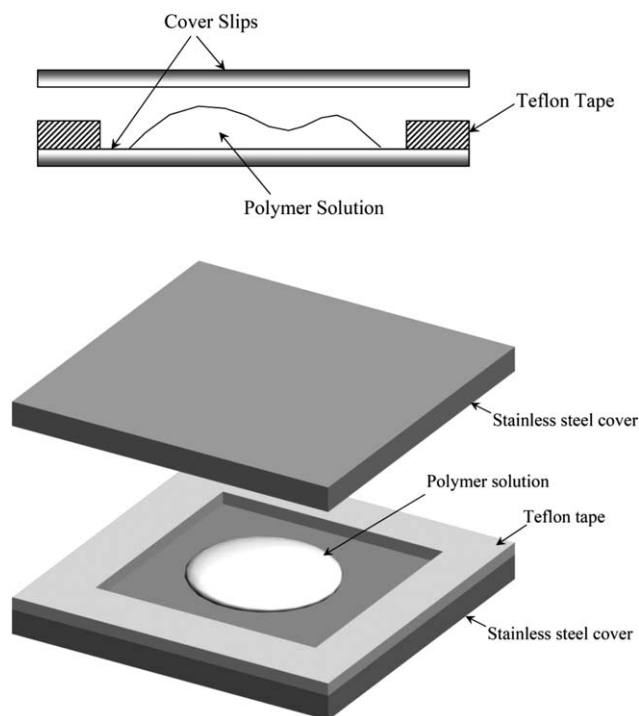 Cover Slips
Teflon Tape
Polymer Solution
Stainless steel cover
Polymer solution
Teflon tape
Stainless steel cover